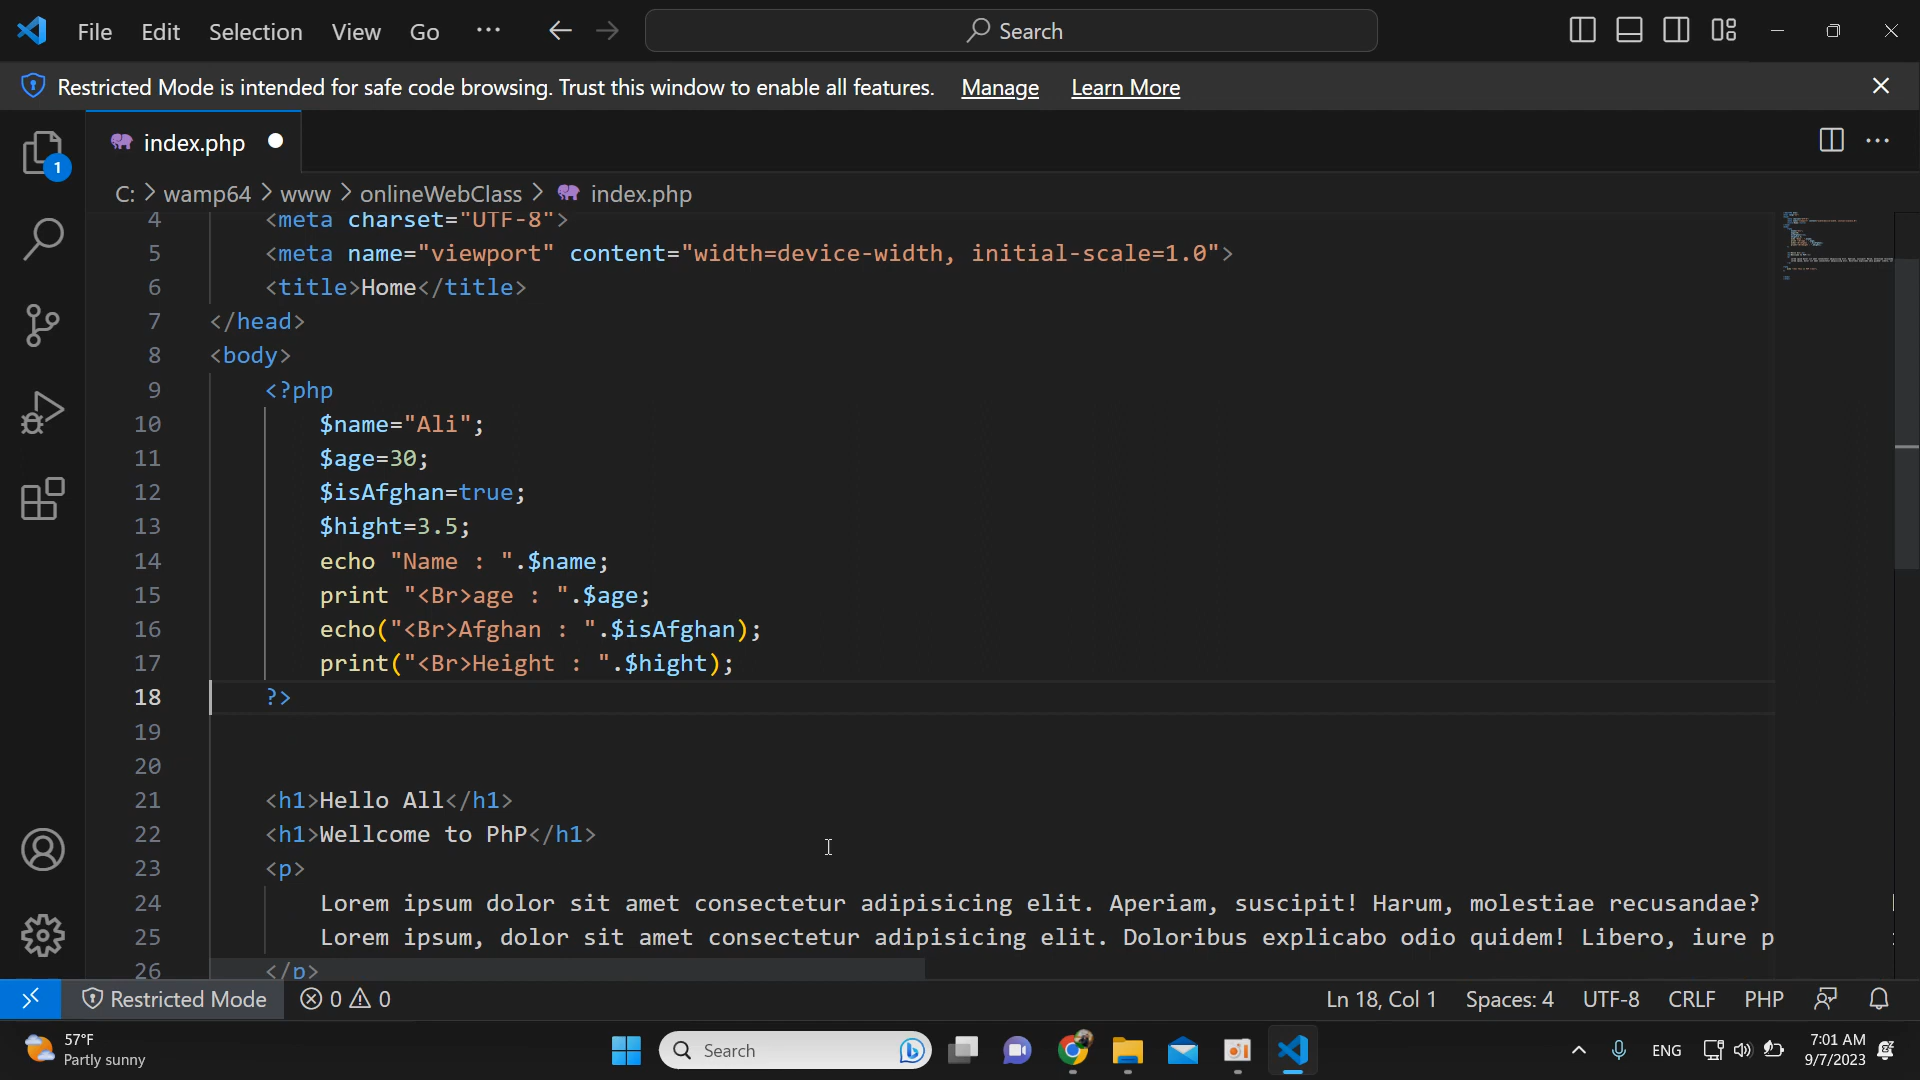 File Edit Selection View Go ··· Search
Restricted Mode is intended for safe code browsing. Trust this window to enable all features. Manage Learn More
1
index.php
C: > wamp64 > www > onlineWebClass > index.php
4 <meta charset="UTF-8">
5 <meta name="viewport" content="width=device-width, initial-scale=1.0">
6 <title>Home</title>
7 </head>
8 <body>
9 <?php
10 $name="Ali";
11 $age=30;
12 $isAfghan=true;
13 $hight=3.5;
14 echo "Name : ".$name;
15 print "<Br>age : ".$age;
16 echo("<Br>Afghan : ".$isAfghan);
17 print("<Br>Height : ".$hight);
18 ?>
19
20
21 <h1>Hello All</h1>
22 <h1>Wellcome to PhP</h1>
23 <p>
24 Lorem ipsum dolor sit amet consectetur adipisicing elit. Aperiam, suscipit! Harum, molestiae recusandae?
25 Lorem ipsum, dolor sit amet consectetur adipisicing elit. Doloribus explicabo odio quidem! Libero, iure p
26 </p>
Restricted Mode 0 0 Ln 18, Col 1 Spaces: 4 UTF-8 CRLF PHP
57°F
Partly sunny
Search
ENG
7:01 AM
9/7/2023